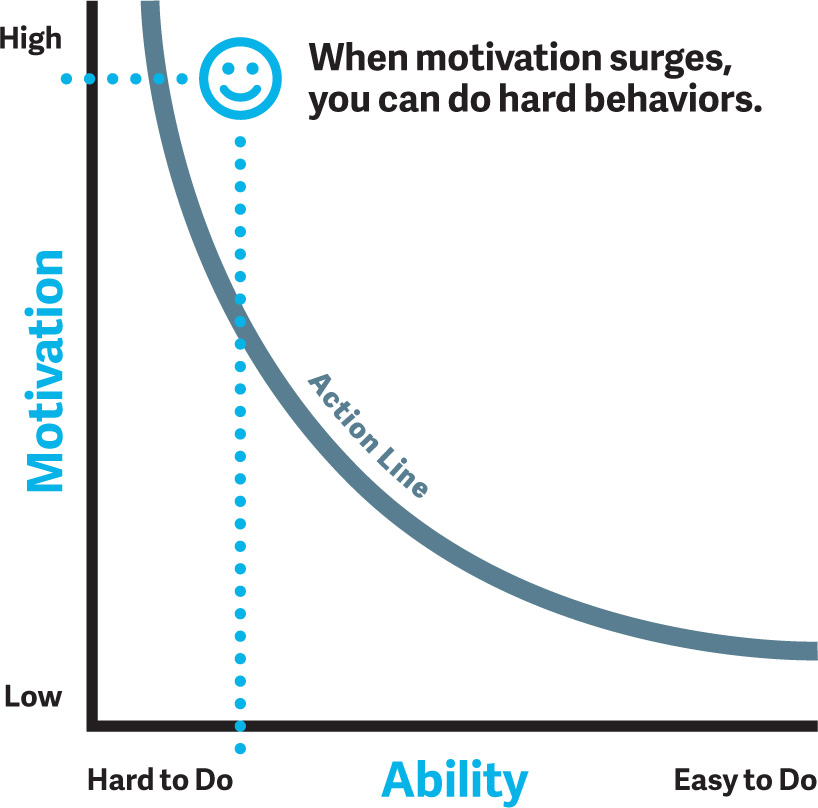 High
When motivation surges,
you can do hard behaviors.
Motivation
Action Line
Low
Hard to Do
Ability
Easy to Do